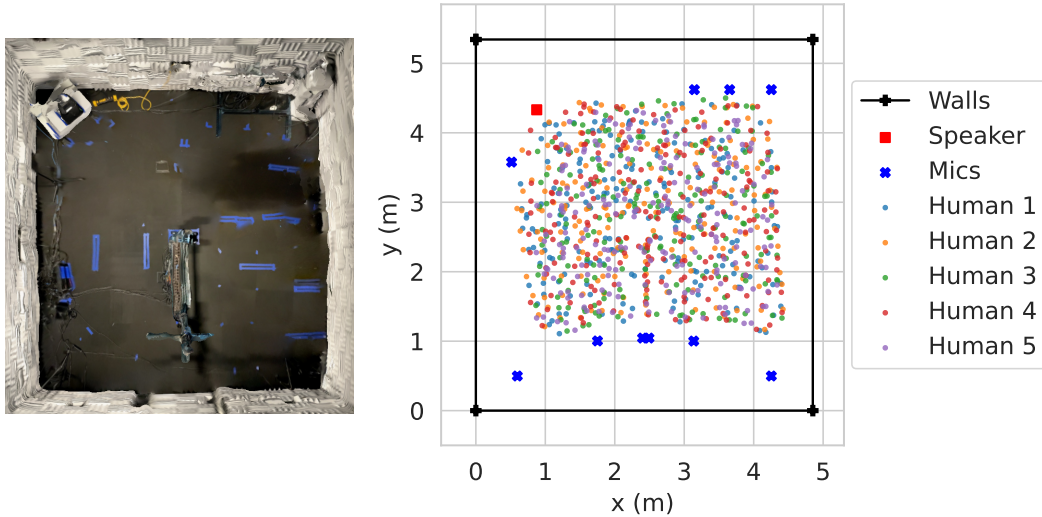 5
4
3
2
1
0
y (m)
0 1 2 3 4 5
x (m)
Walls
Speaker
Mics
Human 1
Human 2
Human 3
Human 4
Human 5